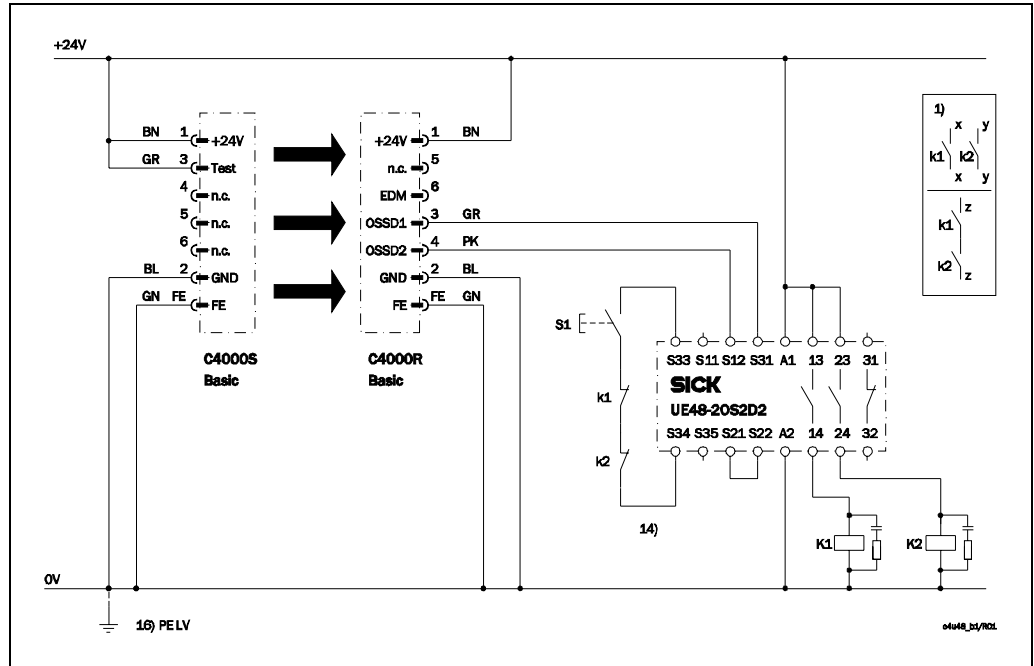 +24V
BN 1 +24V
GR 3 Test
4 n.c.
5 n.c.
6 n.c.
BL 2 GND
GN FE FE
C4000S
Basic
+24V 1 BN
n.c. 5
EDM 6
OSSD1 3 GR
OSSD2 4 PK
GND 2 BL
FE FE GN
C4000R
Basic
S1
k1
k2
14)
S33 S11 S12 S31 A1 13 23 31
SICK
UE48-20S2D2
S34 S35 S21 S22 A2 14 24 32
K1
K2
1)
x y
k1 k2
x y
z
k1
k2
z
0V
16) PELV
c4u48_b1/R01